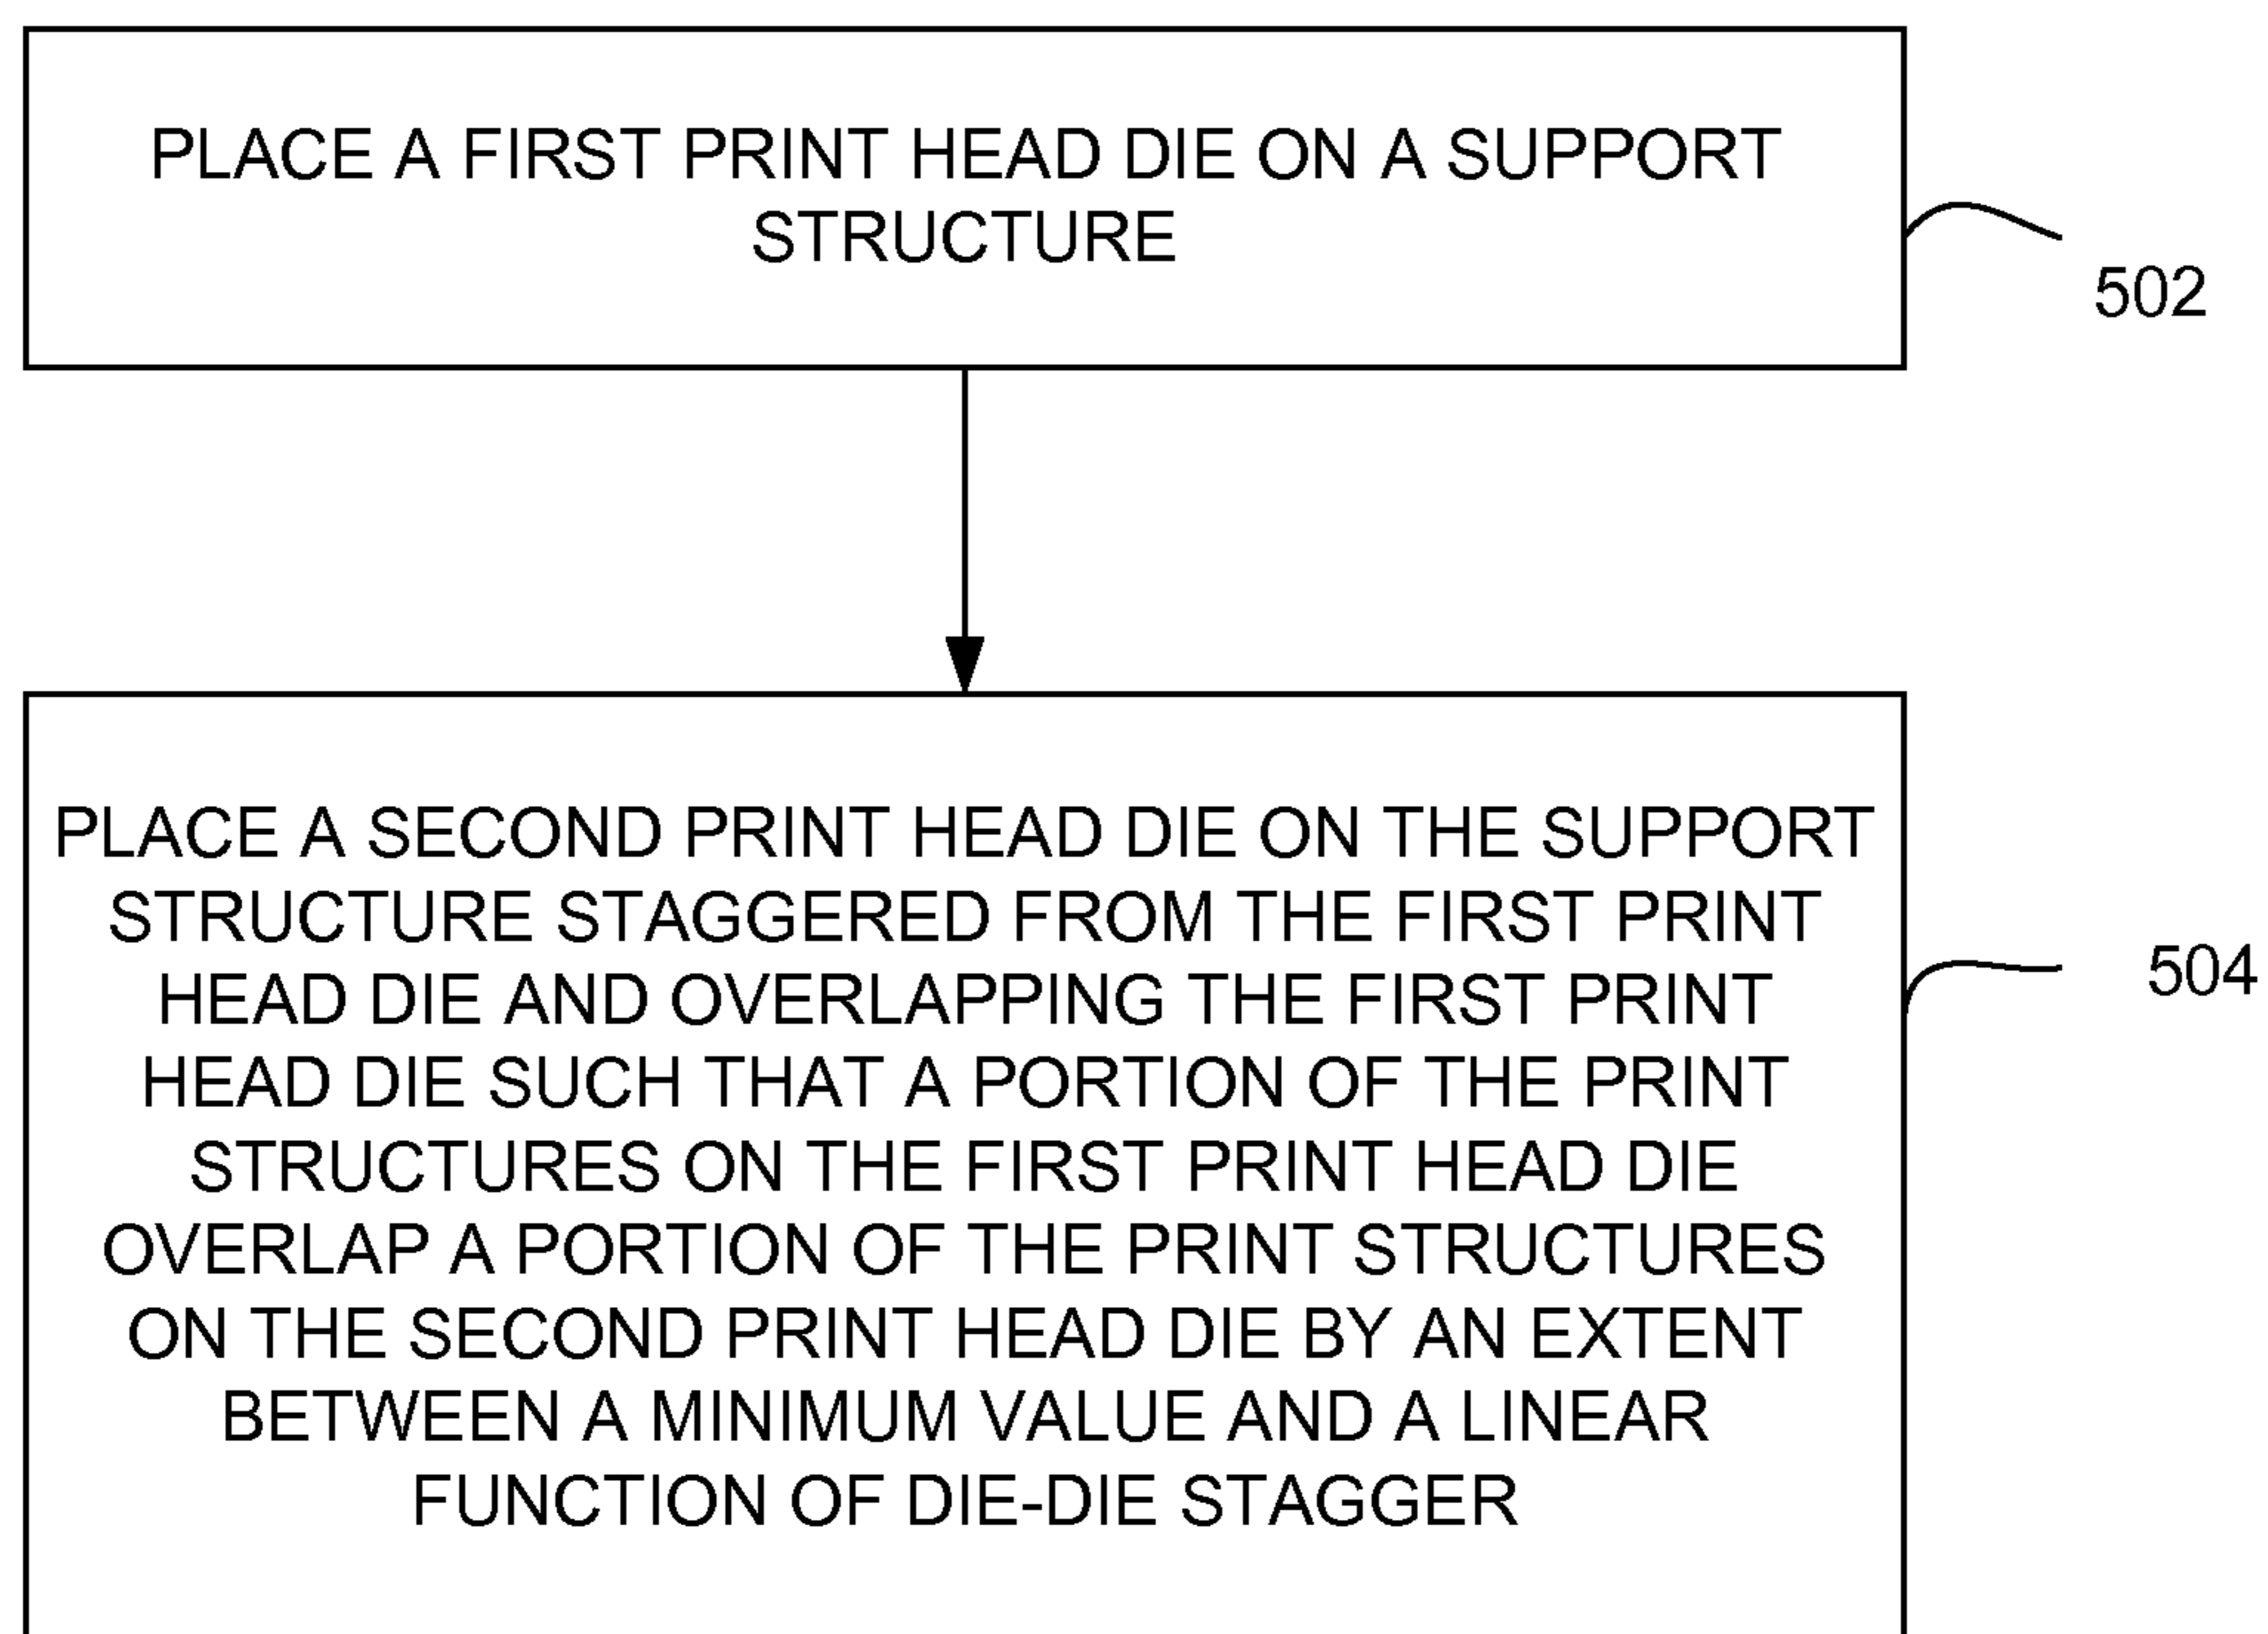 PLACE A FIRST PRINT HEAD DIE ON A SUPPORT
STRUCTURE
502
PLACE A SECOND PRINT HEAD DIE ON THE SUPPORT
STRUCTURE STAGGERED FROM THE FIRST PRINT
HEAD DIE AND OVERLAPPING THE FIRST PRINT
HEAD DIE SUCH THAT A PORTION OF THE PRINT
STRUCTURES ON THE FIRST PRINT HEAD DIE
OVERLAP A PORTION OF THE PRINT STRUCTURES
ON THE SECOND PRINT HEAD DIE BY AN EXTENT
BETWEEN A MINIMUM VALUE AND A LINEAR
FUNCTION OF DIE-DIE STAGGER
504